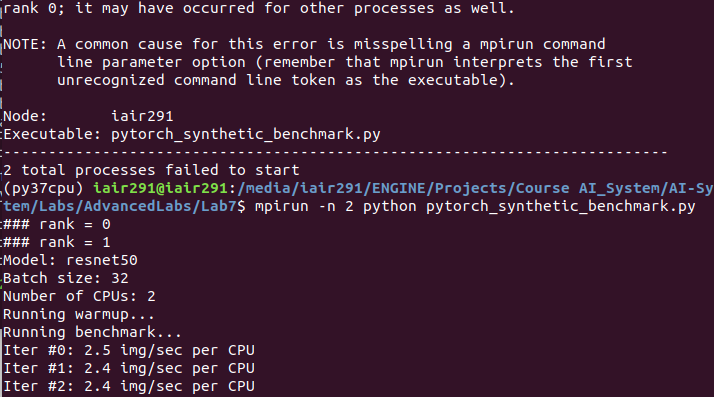 rank 0; it may have occurred for other processes as well.
NOTE: A common cause for this error is misspelling a mpirun command
line parameter option (remember that mpirun interprets the first
unrecognized command line token as the executable).
Node: iair291
Executable: pytorch_synthetic_benchmark.py
--------------------------------------------------------------------------
2 total processes failed to start
(py37cpu) iair291@iair291:/media/iair291/ENGINE/Projects/Course AI_System/AI-Sy
tem/Labs/AdvancedLabs/Lab7$ mpirun -n 2 python pytorch_synthetic_benchmark.py
### rank = 0
### rank = 1
Model: resnet50
Batch size: 32
Number of CPUs: 2
Running warmup...
Running benchmark...
Iter #0: 2.5 img/sec per CPU
Iter #1: 2.4 img/sec per CPU
Iter #2: 2.4 img/sec per CPU